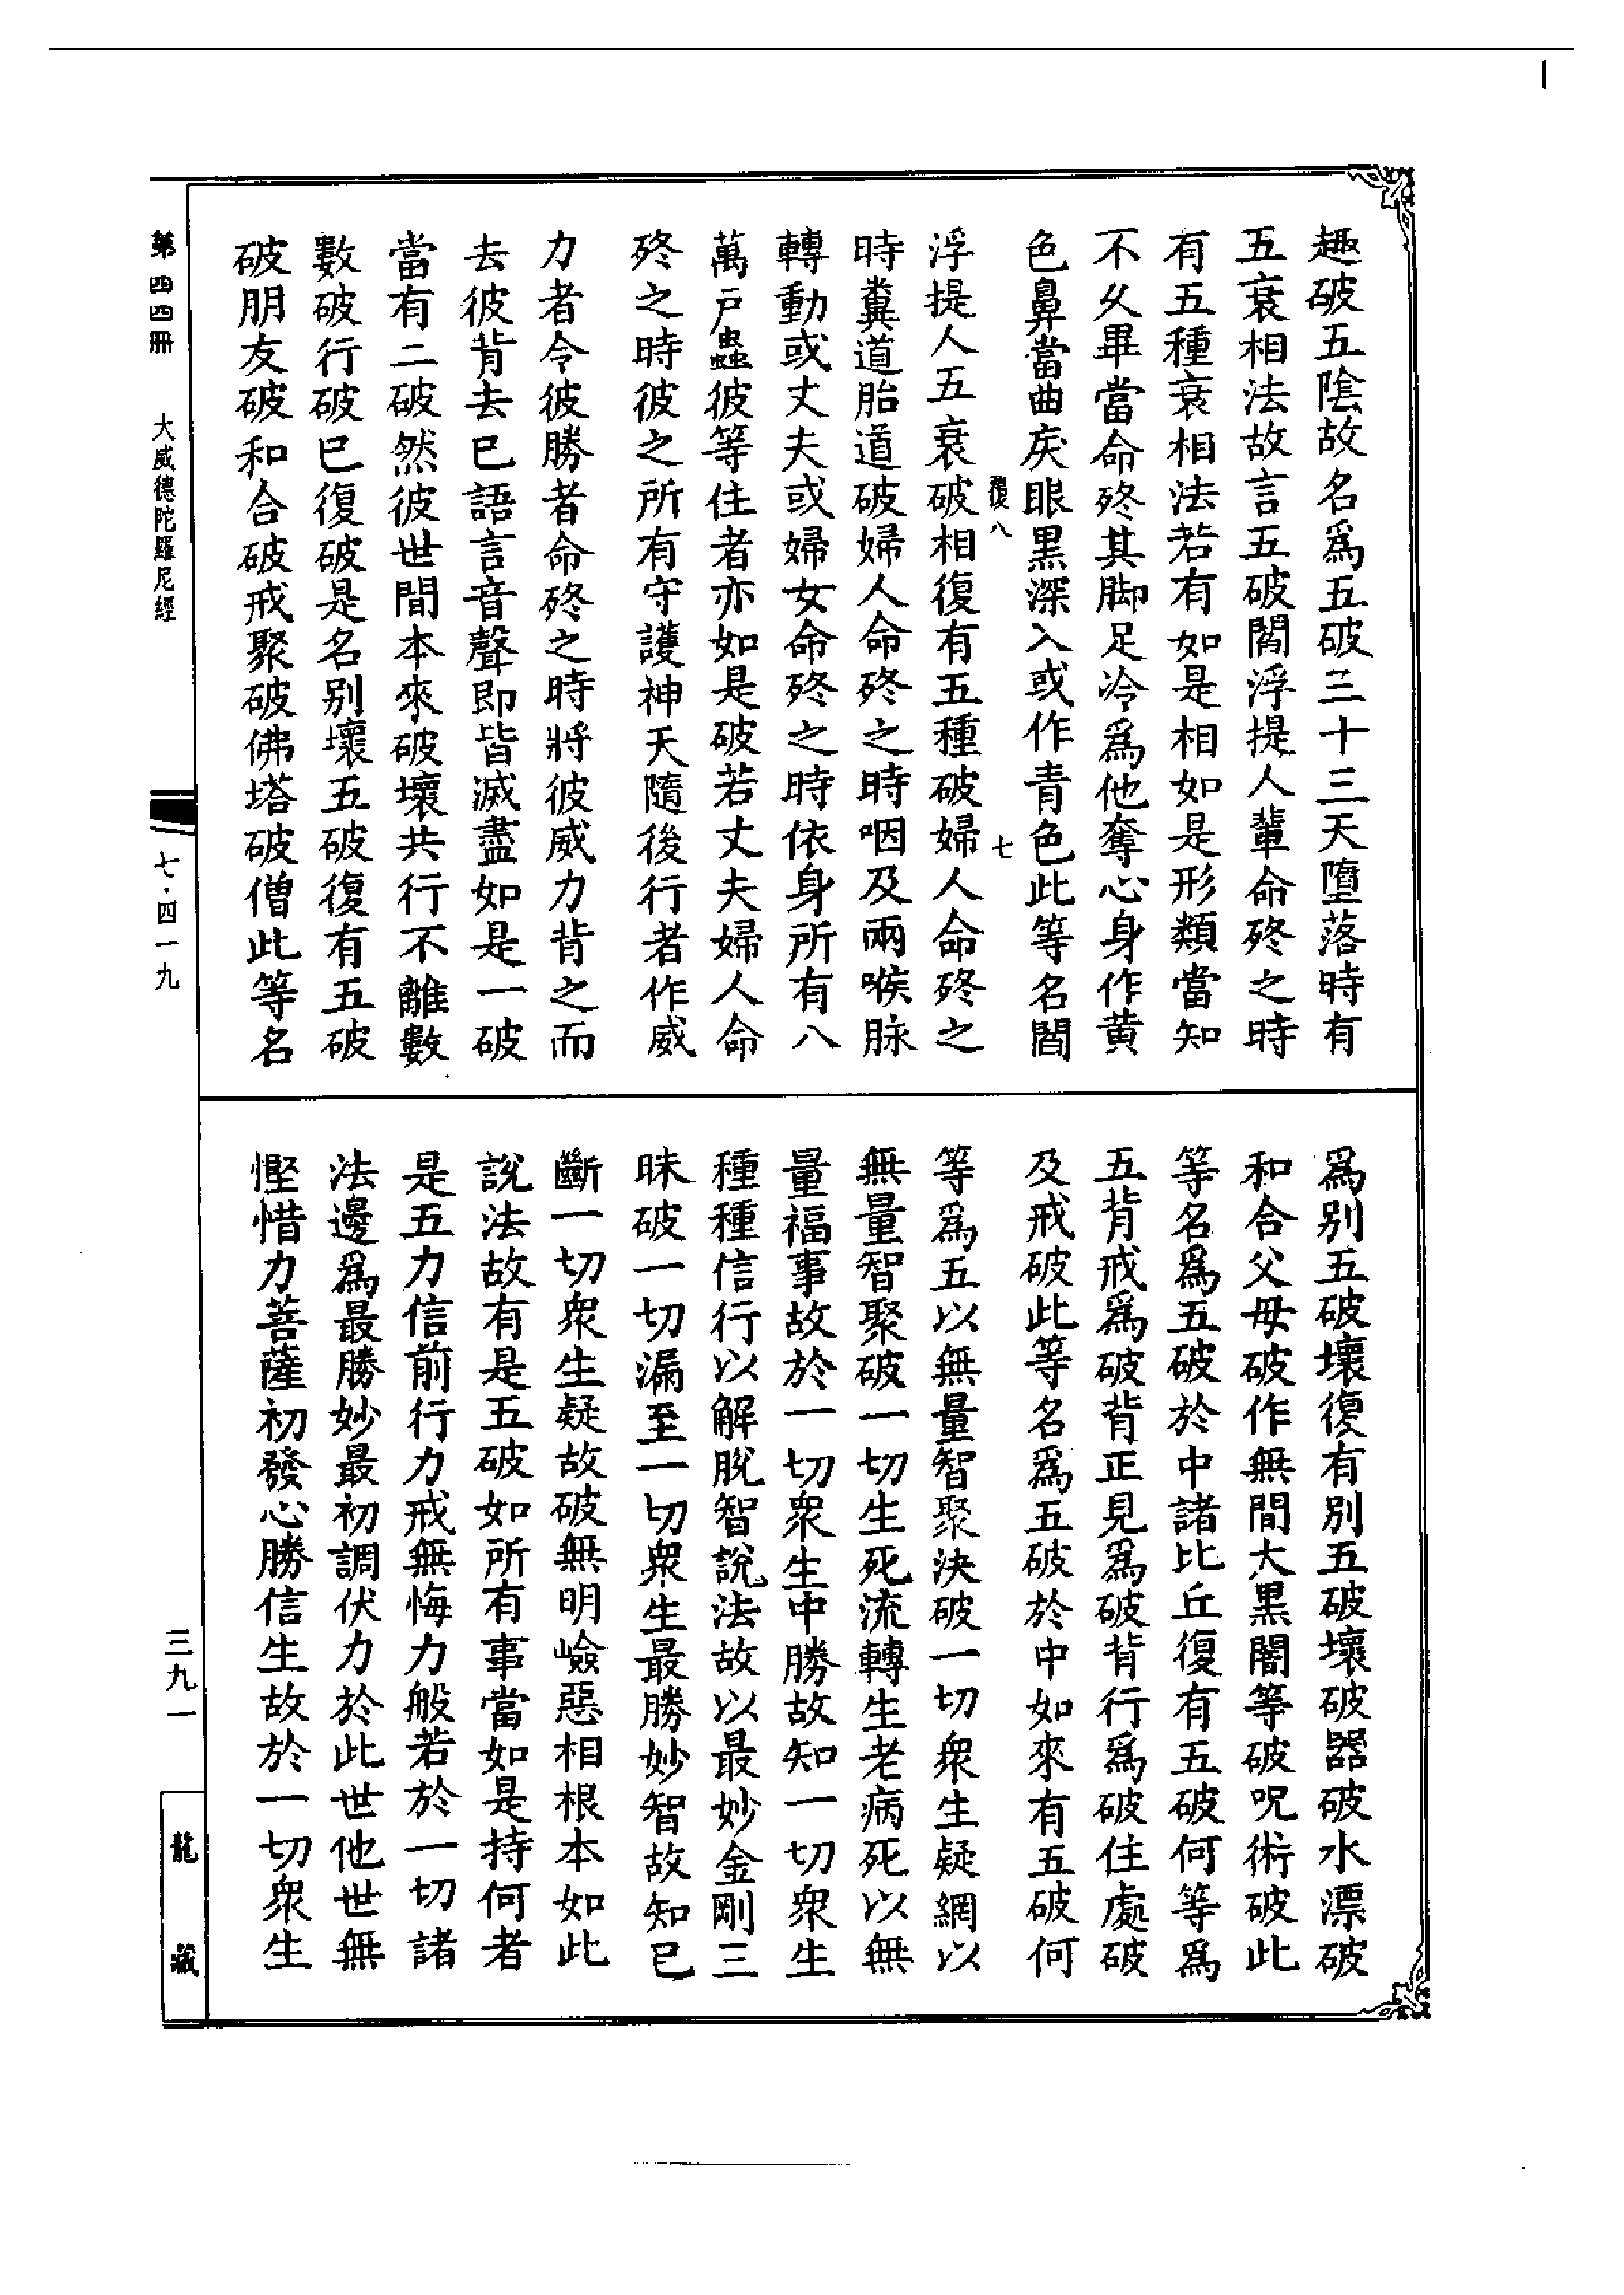 趣破五陰故名爲五破三十三天墮落時有
五衰相法故言五破閻浮提人輩命終之時
有五種衰相法若有如是相如是形類當知
不久畢當命終其脚足冷爲他奪心身作黄
色鼻當曲戾眼黒深入或作青色此等名閻
八 七
浮提人五衰破相復有五種破婦人命終之
時糞道胎道破婦人命終之時咽及兩喉脉
轉動或丈夫或婦女命終之時依身所有八
萬户蟲彼等住者亦如是破若丈夫婦人命
終之時彼之所有守護神天隨後行者作威
力者令彼勝者命終之時將彼威力背之而
去彼背去已語言音聲即皆滅盡如是一破
當有二破然彼世間本來破壞共行不離數
數破行破已復破是名别壞五破復有五破
破朋友破和合破戒聚破佛塔破僧此等名
爲别五破壞復有别五破壞破器破水漂破
和合父母破作無間大黒闇等破呪術破此
等名爲五破於中諸比丘復有五破何等爲
五背戒爲破背正見爲破背行爲破住處破
及戒破此等名爲五破於中如來有五破何
等爲五以無量智聚決破一切衆生疑網以
無量智聚破一切生死流轉生老病死以無
量福事故於一切衆生中勝故知一切衆生
種種信行以解脫智說法故以最妙金剛三
昧破一切漏至一切衆生最勝妙智故知已
斷一切衆生疑故破無明嶮惡相根本如此
說法故有是五破如所有事當如是持何者
是五力信前行力戒無悔力般若於一切諸
法邊爲最勝妙最初調伏力於此世他世無
慳惜力菩薩初發心勝信生故於一切衆生
第四四冊 大威德陀羅尼經 七·四一九 三九一 龍藏